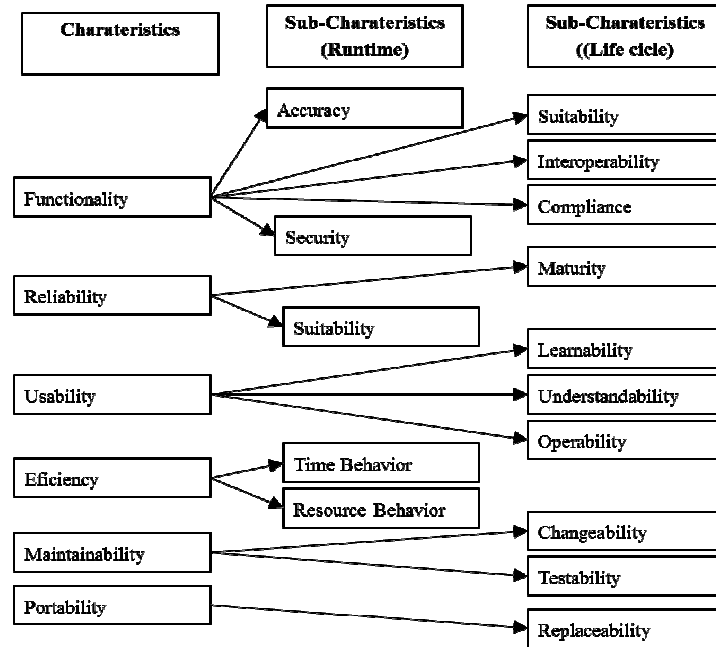 Charateristics
Sub-Charateristics
(Runtime)
Sub-Charateristics
((Life cicle)
Accuracy
Suitability
Interoperability
Functionality
Compliance
Security
Maturity
Reliability
Suitability
Learnability
Usability
Understandability
Operability
Time Behavior
Eficiency
Resource Behavior
Changeability
Maintainability
Testability
Portability
Replaceability